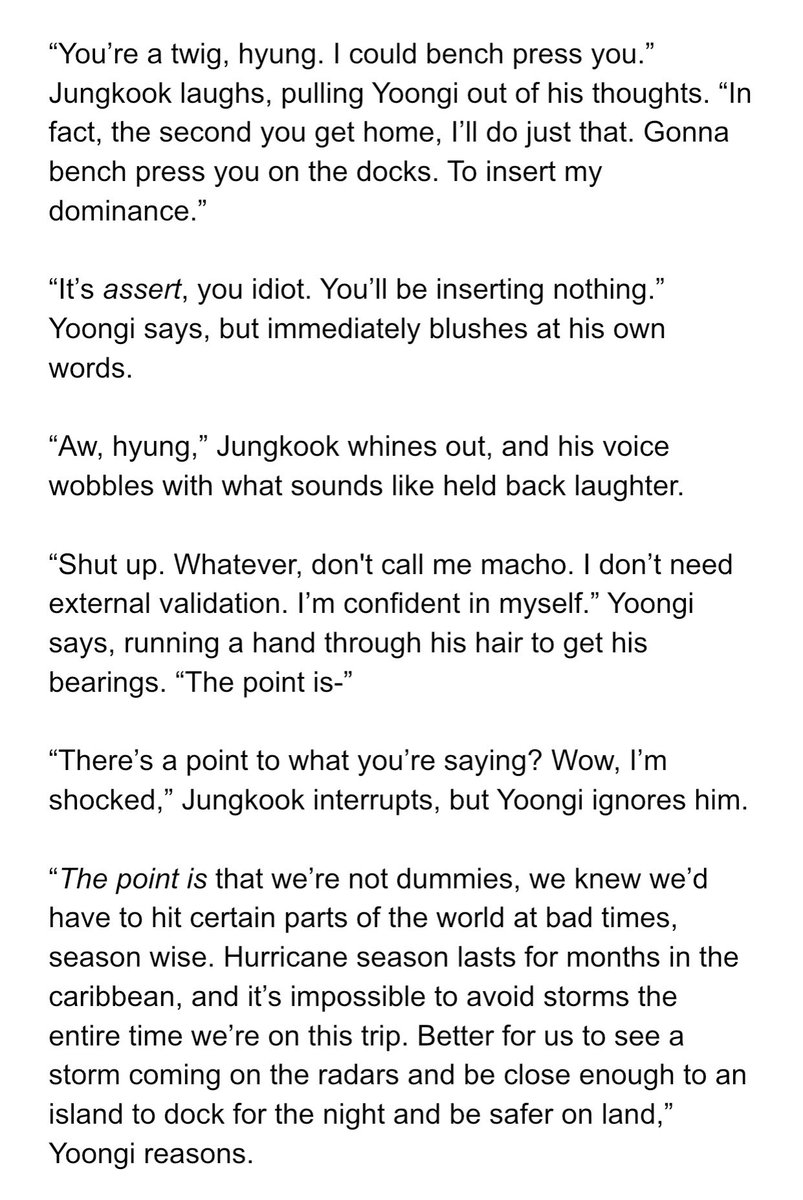 “You’re a twig, hyung. I could bench press you.”
Jungkook laughs, pulling Yoongi out of his thoughts. “In
fact, the second you get home, I’ll do just that. Gonna
bench press you on the docks. To insert my
dominance.”
“It’s assert, you idiot. You’ll be inserting nothing.”
Yoongi says, but immediately blushes at his own
words.
“Aw, hyung,” Jungkook whines out, and his voice
wobbles with what sounds like held back laughter.
“Shut up. Whatever, don't call me macho. I don’t need
external validation. I’m confident in myself.” Yoongi
says, running a hand through his hair to get his
bearings. “The point is-”
“There’s a point to what you’re saying? Wow, I’m
shocked,” Jungkook interrupts, but Yoongi ignores him.
“The point is that we’re not dummies, we knew we’d
have to hit certain parts of the world at bad times,
season wise. Hurricane season lasts for months in the
caribbean, and it’s impossible to avoid storms the
entire time we’re on this trip. Better for us to see a
storm coming on the radars and be close enough to an
island to dock for the night and be safer on land,”
Yoongi reasons.